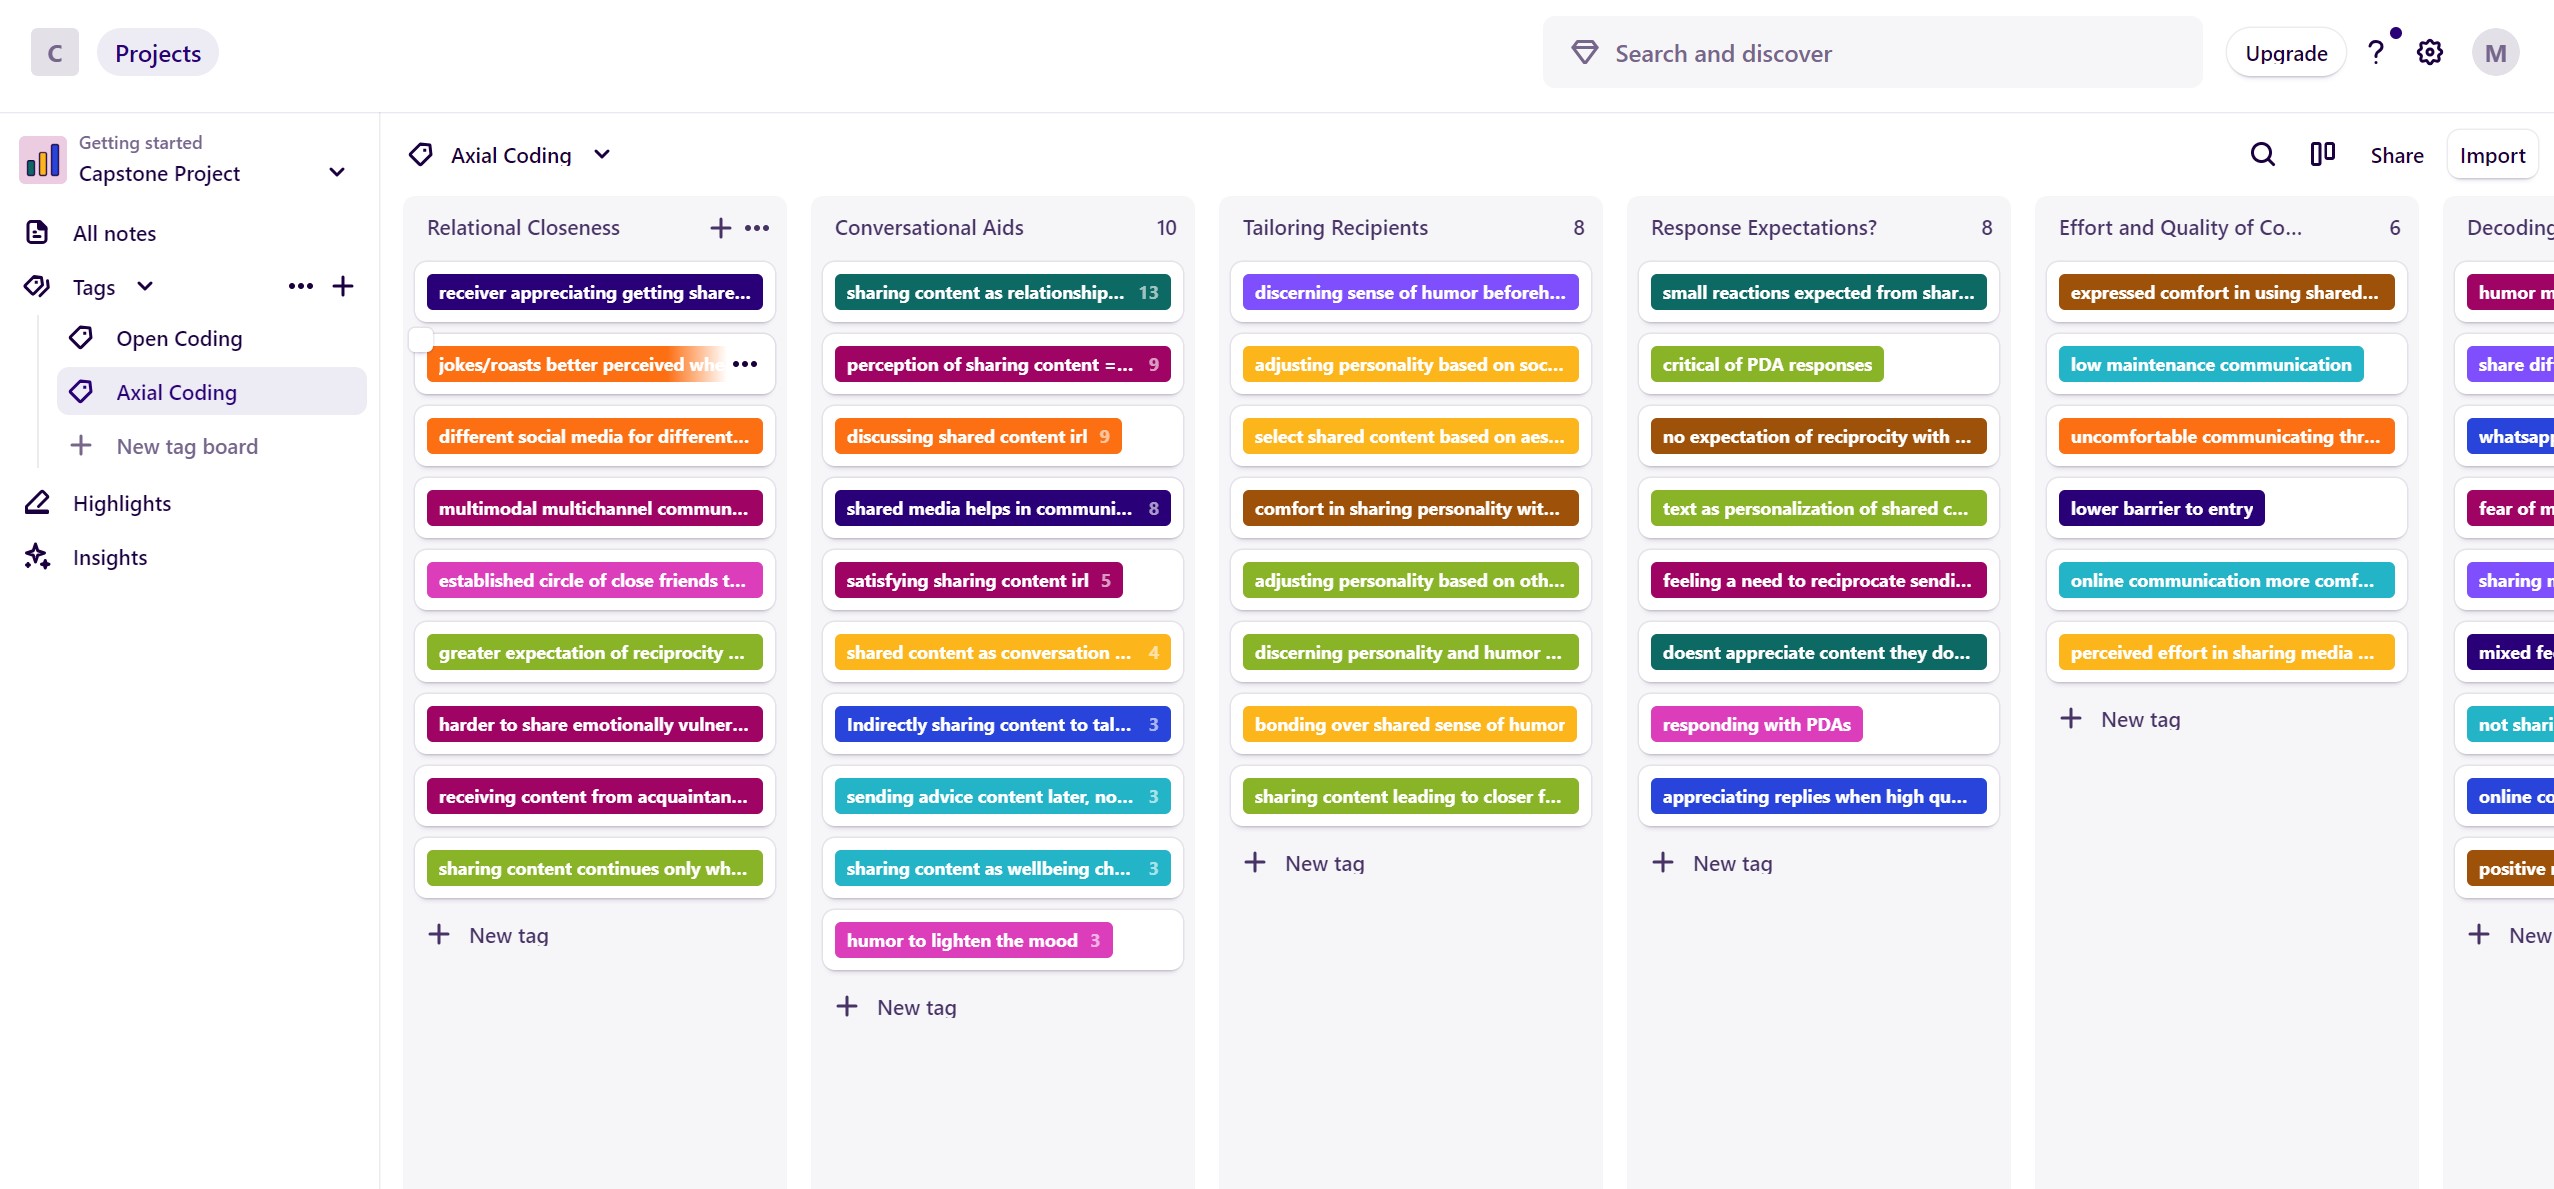 C
Projects
Search and discover
Upgrade
?
M
Getting started
Capstone Project
All notes
Tags
Open Coding
Axial Coding
New tag board
Highlights
Insights
Axial Coding
Share
Import
Relational Closeness
receiver appreciating getting share...
jokes/roasts better perceived whe
different social media for different...
multimodal multichannel commun...
established circle of close friends t...
greater expectation of reciprocity ...
harder to share emotionally vulner...
receiving content from acquaintan...
sharing content continues only wh...
New tag
Conversational Aids 10
sharing content as relationship... 13
perception of sharing content =... 9
discussing shared content irl 9
shared media helps in communi... 8
satisfying sharing content irl 5
shared content as conversation ... 4
Indirectly sharing content to tal... 3
sending advice content later, no... 3
sharing content as wellbeing ch... 3
humor to lighten the mood 3
New tag
Tailoring Recipients 8
discerning sense of humor beforeh...
adjusting personality based on soc...
select shared content based on aes...
comfort in sharing personality wit...
adjusting personality based on oth...
discerning personality and humor ...
bonding over shared sense of humor
sharing content leading to closer f...
New tag
Response Expectations? 8
small reactions expected from shar...
critical of PDA responses
no expectation of reciprocity with ...
text as personalization of shared c...
feeling a need to reciprocate sendi...
doesnt appreciate content they do...
responding with PDAs
appreciating replies when high qu...
New tag
Effort and Quality of Co... 6
expressed comfort in using shared...
low maintenance communication
uncomfortable communicating thr...
lower barrier to entry
online communication more comf...
perceived effort in sharing media ...
New tag
Decoding
humor m
share dif
whatsapp
fear of m
sharing
mixed fe
not shari
online co
positive
New